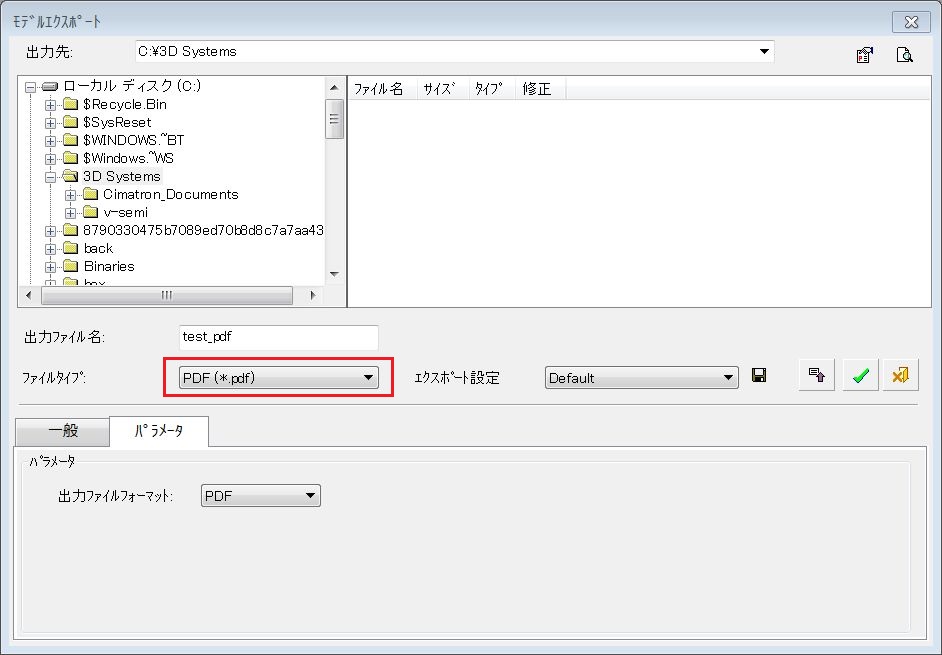 ﾓﾃﾞﾙｴｸｽﾎﾟｰﾄ
出力先:
C:¥3D Systems
ローカル ディスク (C:)
$Recycle.Bin
$SysReset
$WINDOWS.~BT
$Windows.~WS
3D Systems
Cimatron_Documents
v-semi
8790330475b7089ed70b8d8c7a7aa43
back
Binaries
box
ﾌｧｲﾙ名 ｻｲｽﾞ ﾀｲﾌﾟ 修正
出力ﾌｧｲﾙ名:
test_pdf
ﾌｧｲﾙﾀｲﾌﾟ:
PDF (*.pdf)
ｴｸｽﾎﾟｰﾄ設定
Default
一般 ﾊﾟﾗﾒｰﾀ
ﾊﾟﾗﾒｰﾀ
出力ﾌｧｲﾙﾌｫｰﾏｯﾄ:
PDF